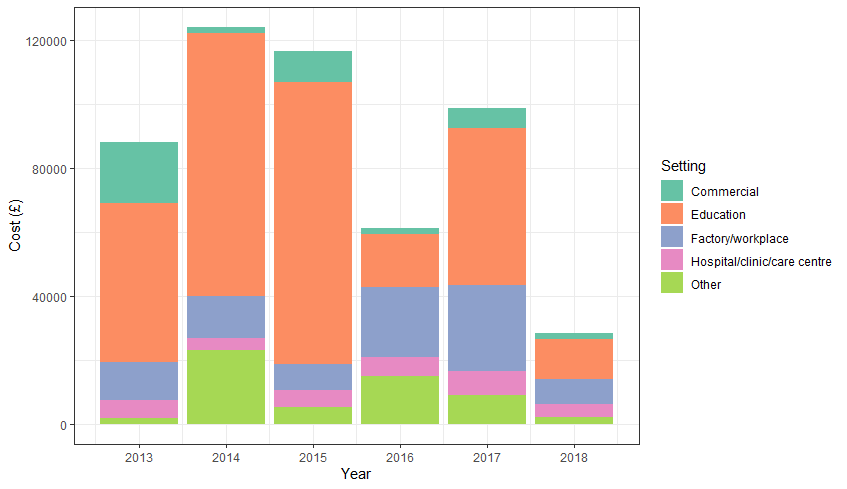 120000
80000
40000
0
Cost (£)
2013 2014 2015 2016 2017 2018
Year
Setting
Commercial
Education
Factory/workplace
Hospital/clinic/care centre
Other